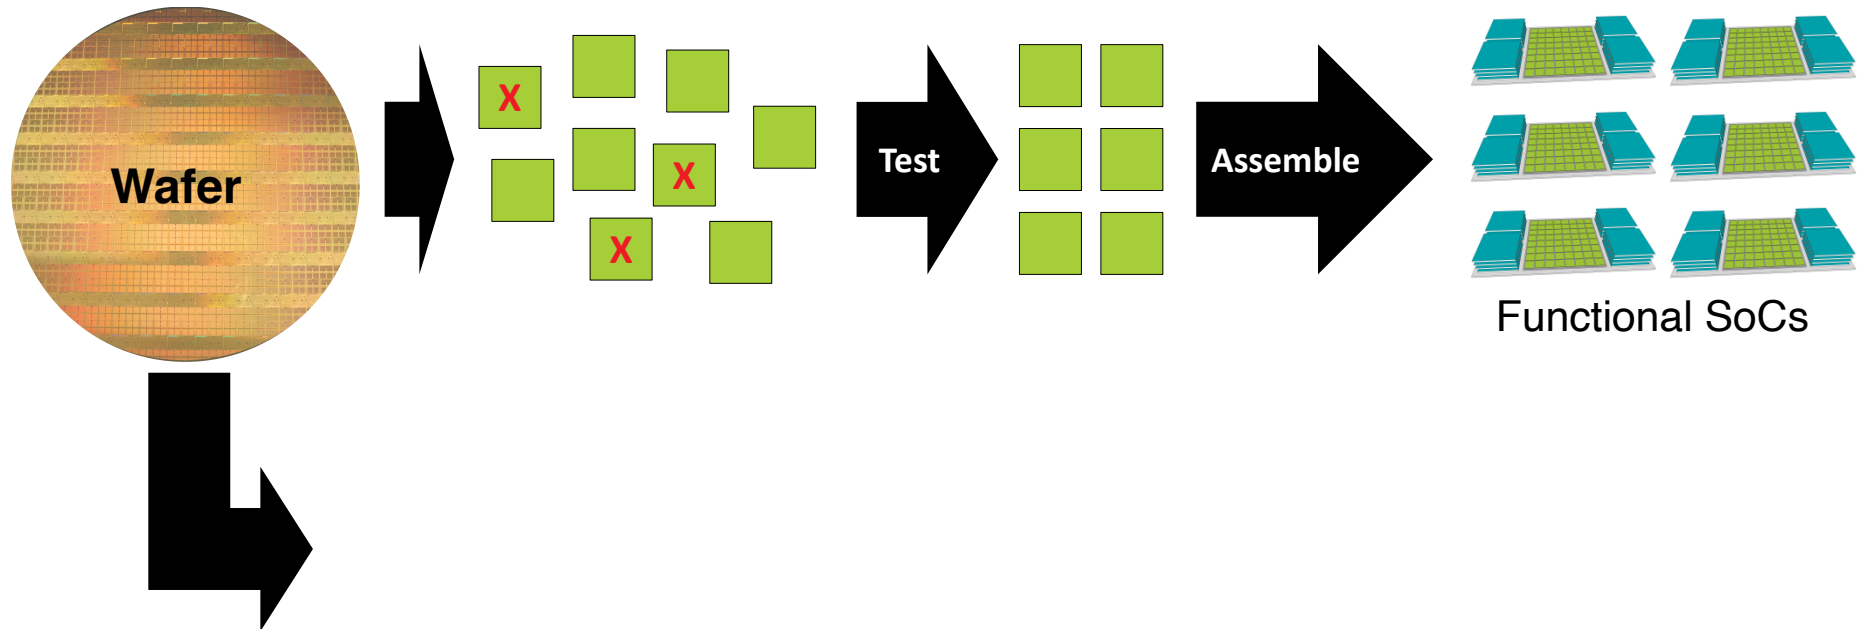 Wafer
X
X
X
Test
Assemble
Functional SoCs